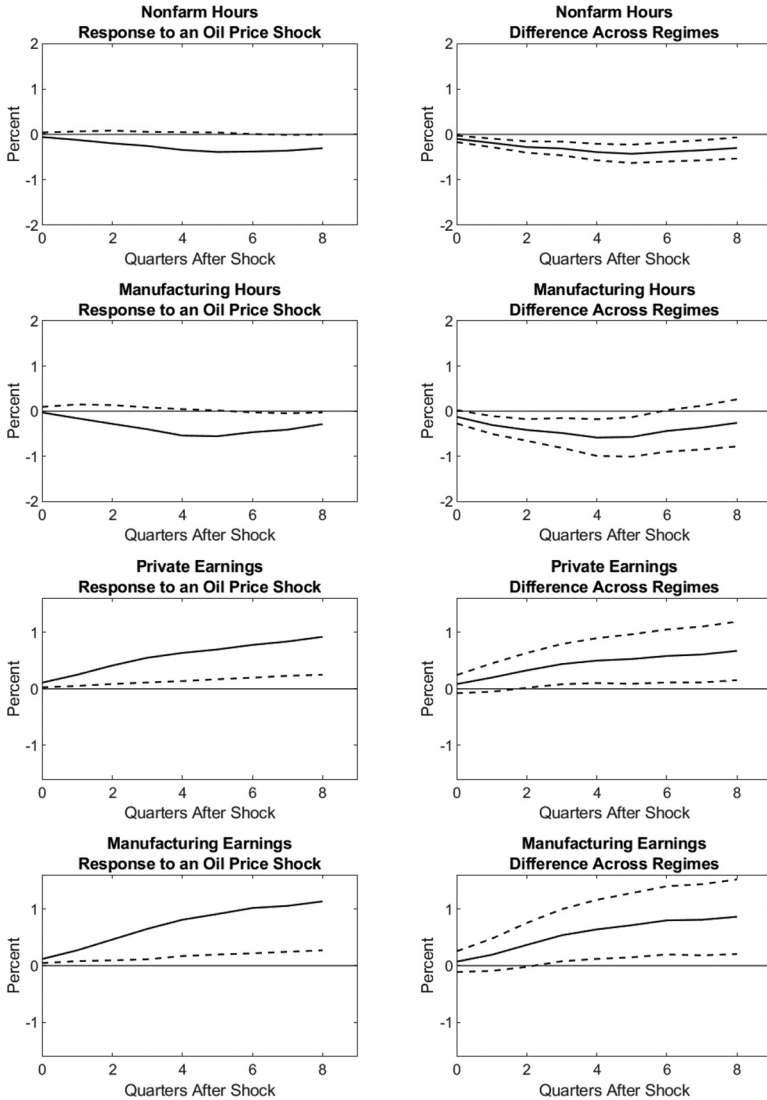 Nonfarm Hours
Response to an Oil Price Shock
2
1
0
-1
-2
Percent
0 2 4 6 8
Quarters After Shock
Nonfarm Hours
Difference Across Regimes
2
1
0
-1
-2
Percent
0 2 4 6 8
Quarters After Shock
Manufacturing Hours
Response to an Oil Price Shock
2
1
0
-1
-2
Percent
0 2 4 6 8
Quarters After Shock
Manufacturing Hours
Difference Across Regimes
2
1
0
-1
-2
Percent
0 2 4 6 8
Quarters After Shock
Private Earnings
Response to an Oil Price Shock
1
0
-1
Percent
0 2 4 6 8
Quarters After Shock
Private Earnings
Difference Across Regimes
1
0
-1
Percent
0 2 4 6 8
Quarters After Shock
Manufacturing Earnings
Response to an Oil Price Shock
1
0
-1
Percent
0 2 4 6 8
Quarters After Shock
Manufacturing Earnings
Difference Across Regimes
1
0
-1
Percent
0 2 4 6 8
Quarters After Shock